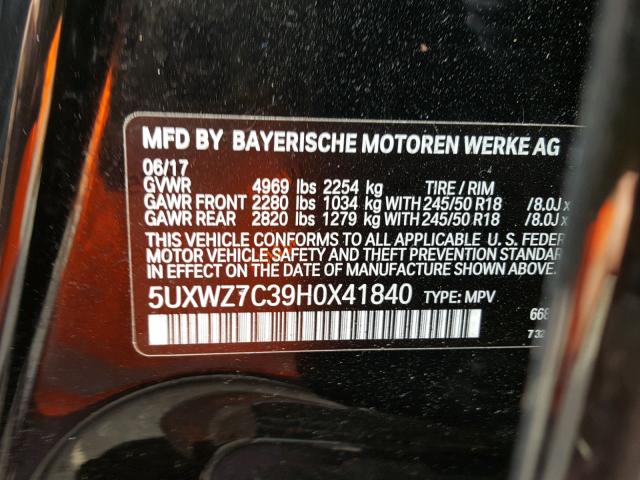 MFD BY BAYERISCHE MOTOREN WERKE AG
06/17
GVWR 4969 lbs 2254 kg TIRE / RIM
GAWR FRONT 2280 lbs 1034 kg WITH 245/50 R18 /8.0J x
GAWR REAR 2820 lbs 1279 kg WITH 245/50 R18 /8.0J x
THIS VEHICLE CONFORMS TO ALL APPLICABLE U. S. FEDER
MOTOR VEHICLE SAFETY AND THEFT PREVENTION STANDAR
IN EFFECT ON THE DATE OF MANUFACTURE SHOWN ABOVE.
5UXWZ7C39H0X41840 TYPE: MPV
668
732